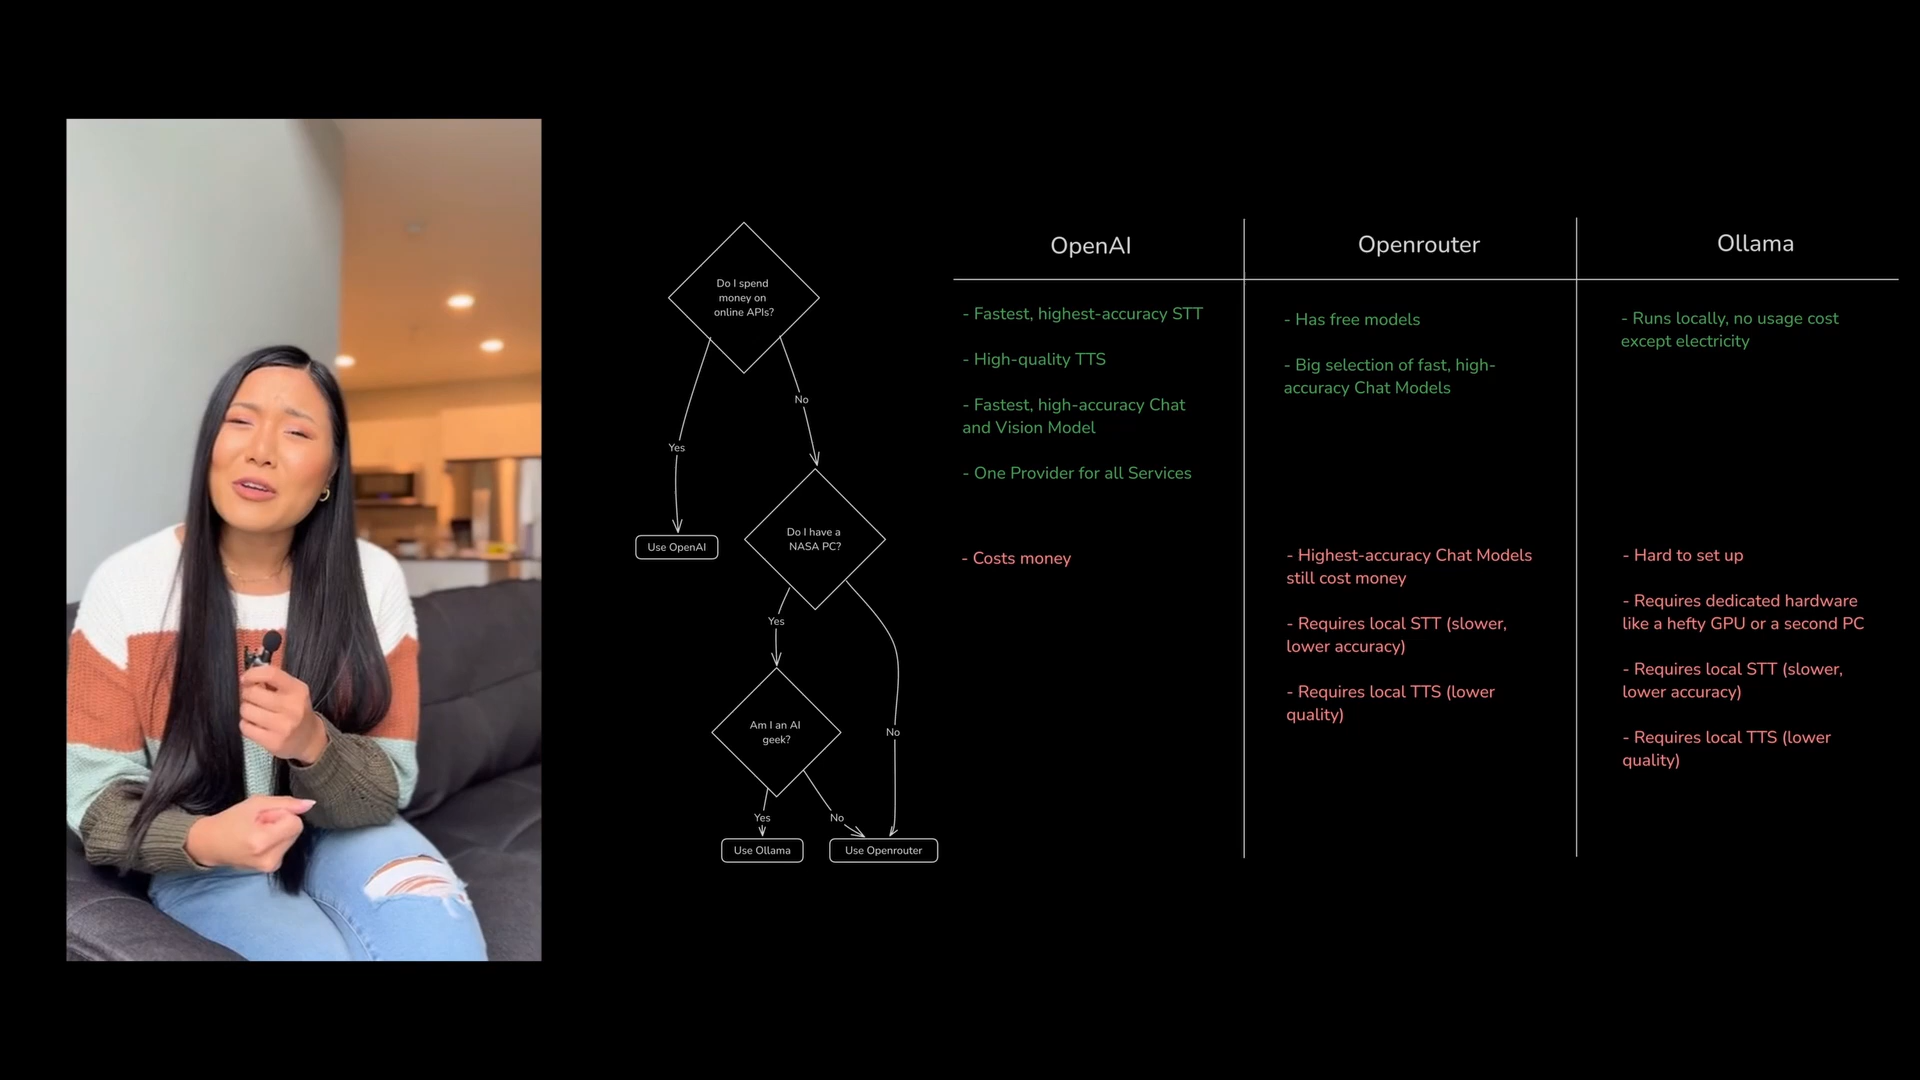 Do I spend
money on
online APIs?
Yes
No
Use OpenAI
Do I have a
NASA PC?
Yes
No
Am I an AI
geek?
Yes
No
Use Ollama
Use Openrouter
OpenAI
- Fastest, highest-accuracy STT
- High-quality TTS
- Fastest, high-accuracy Chat
and Vision Model
- One Provider for all Services
- Costs money
Openrouter
- Has free models
- Big selection of fast, high-
accuracy Chat Models
- Highest-accuracy Chat Models
still cost money
- Requires local STT (slower,
lower accuracy)
- Requires local TTS (lower
quality)
Ollama
- Runs locally, no usage cost
except electricity
- Hard to set up
- Requires dedicated hardware
like a hefty GPU or a second PC
- Requires local STT (slower,
lower accuracy)
- Requires local TTS (lower
quality)